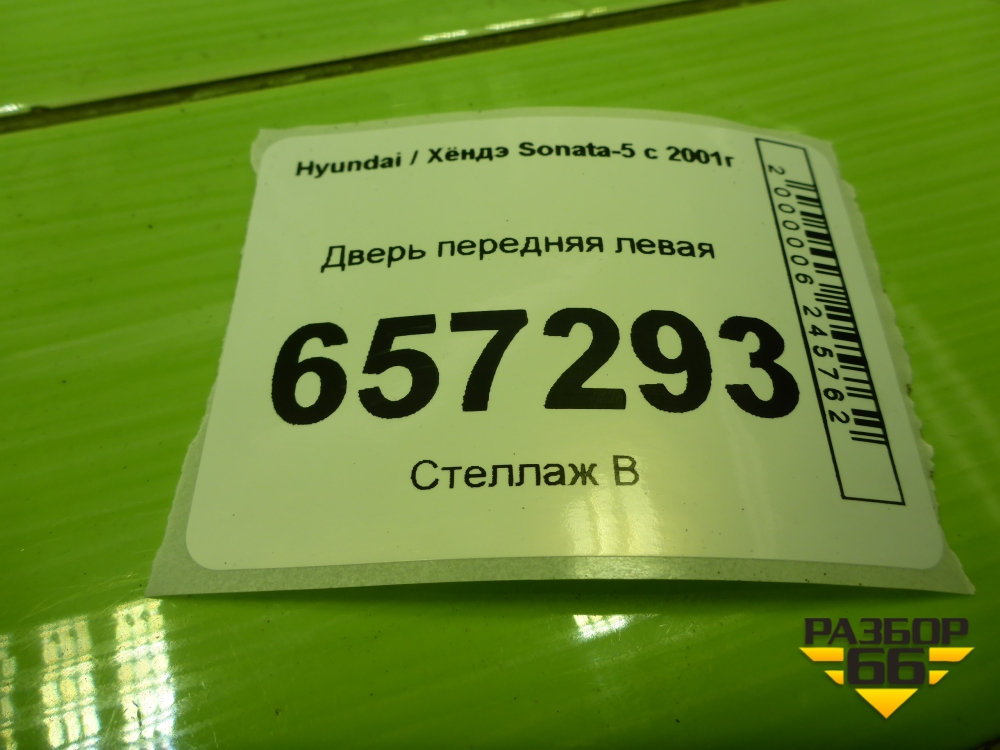 Hyundai / Хёндэ Sonata-5 с 2001г
Дверь передняя левая
657293
Стеллаж В
2000006245762
РАЗБОР
66